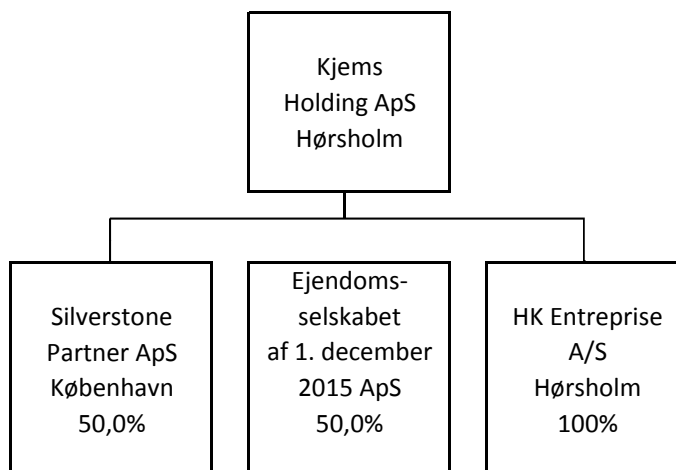 Kjems
Holding ApS
Hørsholm
Silverstone
Partner ApS
København
50,0%
Ejendoms-
selskabet
af 1. december
2015 ApS
50,0%
HK Entreprise
A/S
Hørsholm
100%